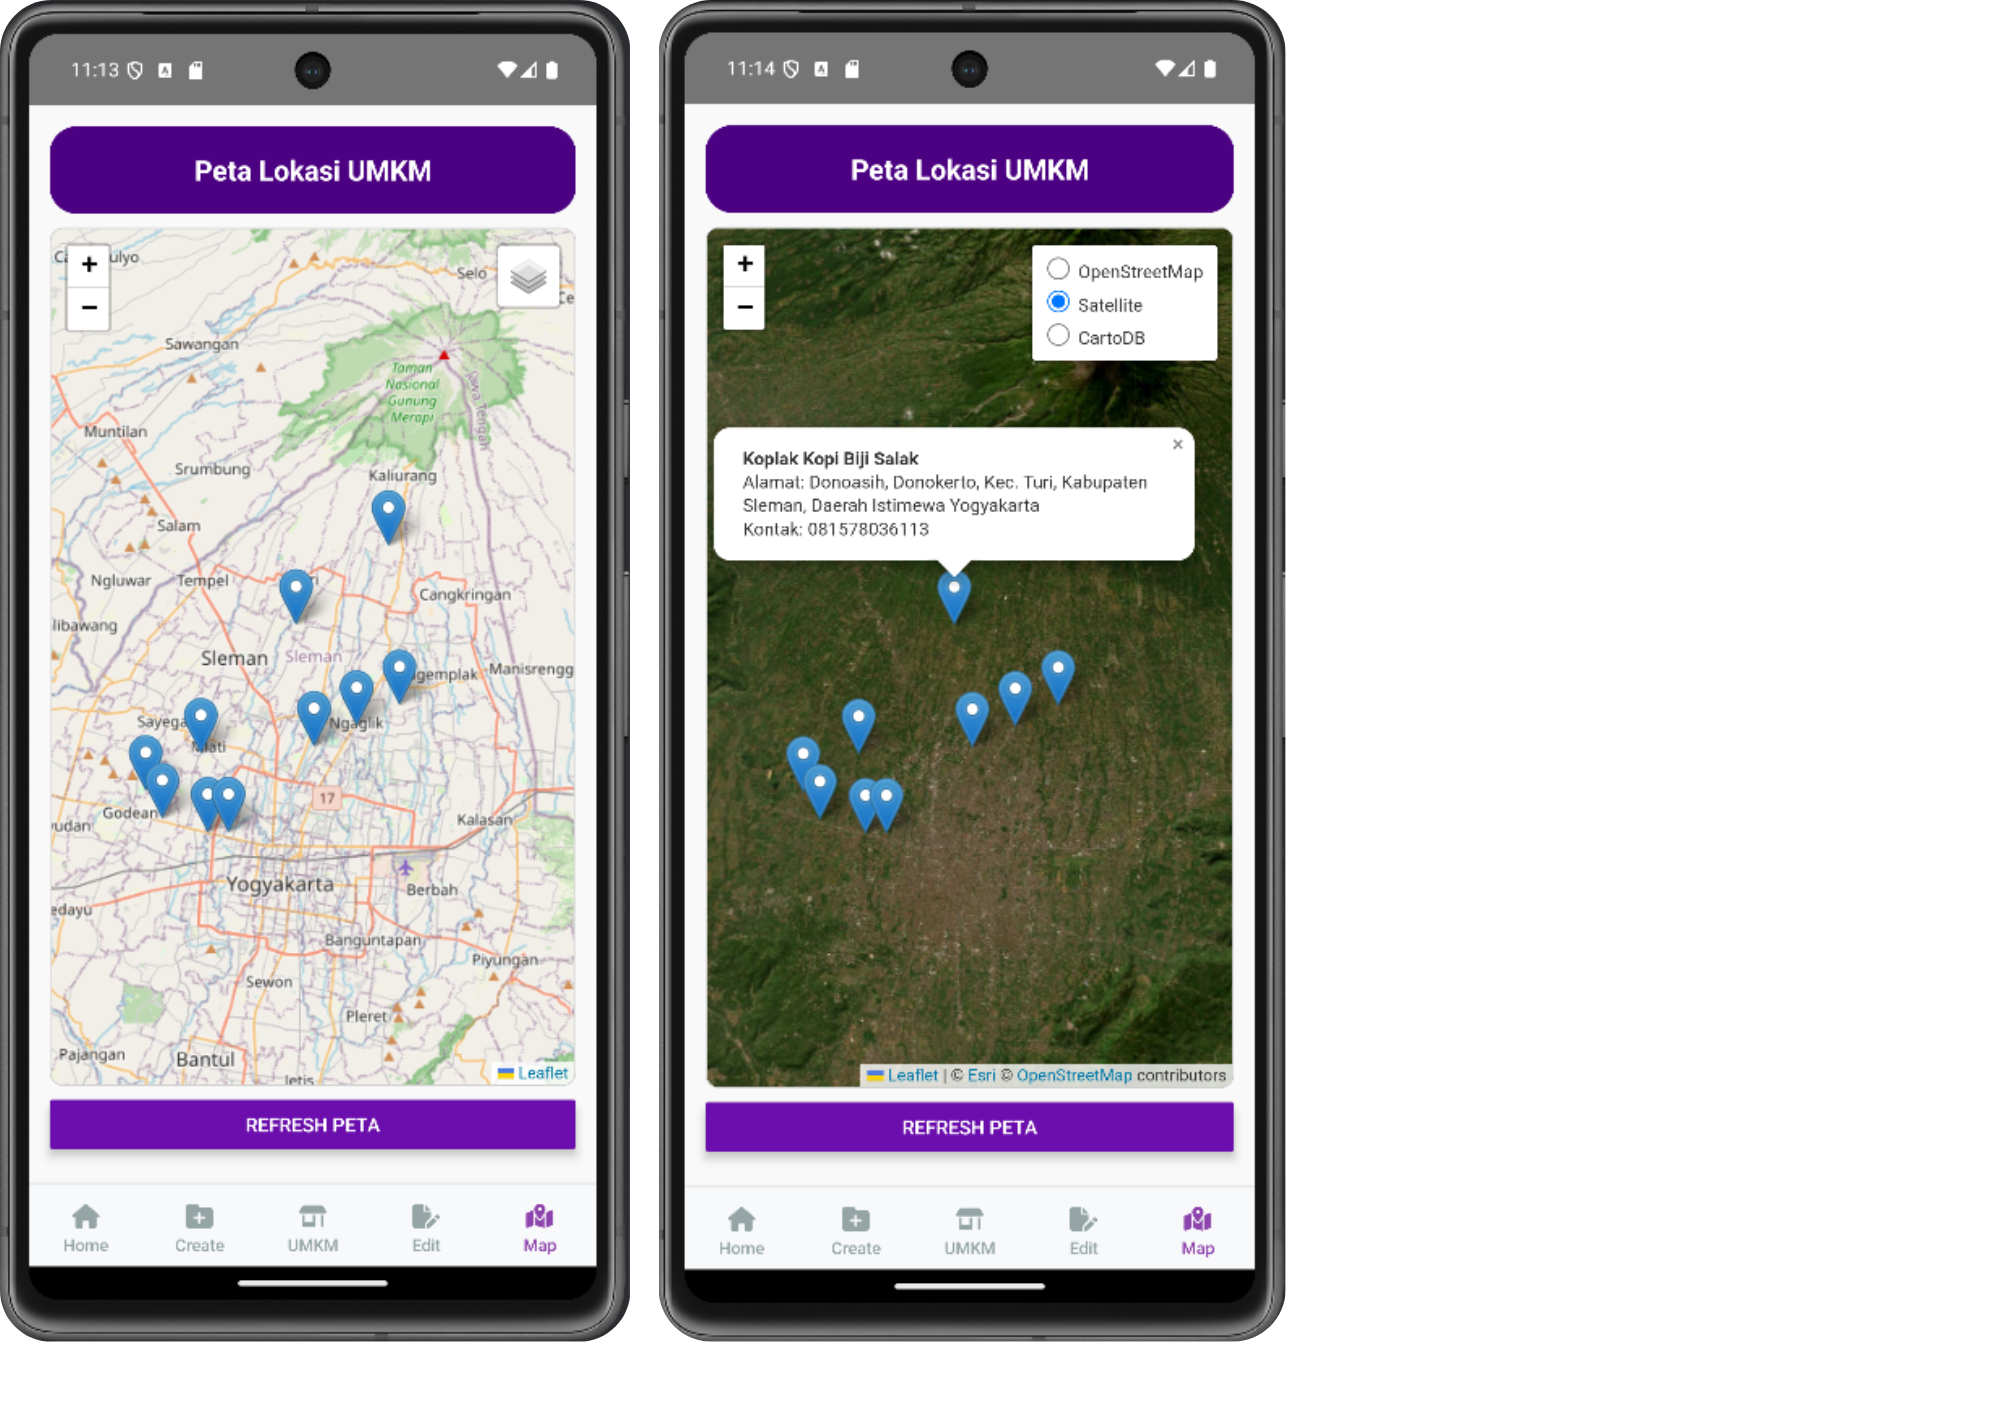 11:13
Peta Lokasi UMKM
+
−
Selo
Sawangan
Taman
Nasional
Gunung
Merapi
Jawa Tengah
Muntilan
Srumbung
Kaliurang
Salam
Ngluwar
Tempel
Cangkringan
libawang
Sleman
Sleman
gemplak
Manisrengg
Sayega
Ngaglik
Mlati
17
Godean
yudan
Kalasan
Yogyakarta
Berbah
edayu
Banguntapan
Piyungan
Sewon
Pleret
Pajangan
Bantul
Jetis
Leaflet
REFRESH PETA
Home
Create
UMKM
Edit
Map
11:14
Peta Lokasi UMKM
+
−
OpenStreetMap
Satellite
CartoDB
×
Koplak Kopi Biji Salak
Alamat: Donoasih, Donokerto, Kec. Turi, Kabupaten
Sleman, Daerah Istimewa Yogyakarta
Kontak: 081578036113
Leaflet | © Esri © OpenStreetMap contributors
REFRESH PETA
Home
Create
UMKM
Edit
Map